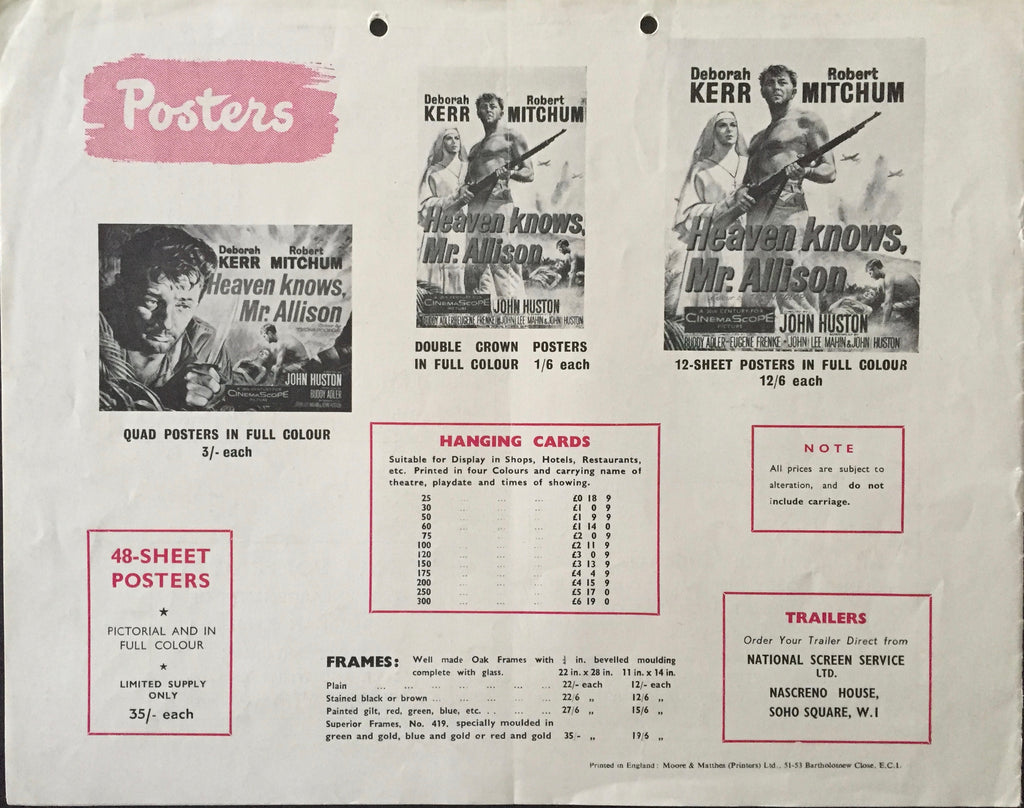 Posters
Deborah Robert
KERR MITCHUM
Heaven knows,
Mr. Allison
CINEMASCOPE
JOHN HUSTON
BUDDY ADLER
QUAD POSTERS IN FULL COLOUR
3/- each
Deborah Robert
KERR MITCHUM
Heaven knows,
Mr. Allison
CINEMASCOPE
JOHN HUSTON
BUDDY ADLER EUGENE FRENKE JOHN LEE MAHIN & JOHN HUSTON
DOUBLE CROWN POSTERS
IN FULL COLOUR 1/6 each
Deborah Robert
KERR MITCHUM
Heaven knows,
Mr. Allison
A 20th CENTURY-FOX
CINEMASCOPE
PICTURE
JOHN HUSTON
BUDDY ADLER - EUGENE FRENKE - JOHN LEE MAHIN & JOHN HUSTON
12-SHEET POSTERS IN FULL COLOUR
12/6 each
HANGING CARDS
Suitable for Display in Shops, Hotels, Restaurants,
etc. Printed in four Colours and carrying name of
theatre, playdate and times of showing.
25 ... ... ... £0 18 9
30 ... ... ... £1 0 9
50 ... ... ... £1 9 9
60 ... ... ... £1 14 0
75 ... ... ... £2 0 9
100 ... ... ... £2 11 9
120 ... ... ... £3 0 9
150 ... ... ... £3 13 9
175 ... ... ... £4 4 9
200 ... ... ... £4 15 9
250 ... ... ... £5 17 0
300 ... ... ... £6 19 0
NOTE
All prices are subject to
alteration, and do not
include carriage.
48-SHEET
POSTERS
★
PICTORIAL AND IN
FULL COLOUR
★
LIMITED SUPPLY
ONLY
35/- each
FRAMES: Well made Oak Frames with in. bevelled moulding
complete with glass. 22 in. x 28 in. 11 in. x 14 in.
Plain ... ... ... ... ... ... ... 22/- each 12/- each
Stained black or brown ... ... ... ... ... 22/6 „ 12/6 „
Painted gilt, red, green, blue, etc. ... ... ... 27/6 „ 15/6 „
Superior Frames, No. 419, specially moulded in
green and gold, blue and gold or red and gold 35/- „ 19/6 „
TRAILERS
Order Your Trailer Direct from
NATIONAL SCREEN SERVICE
LTD.
NASCRENO HOUSE,
SOHO SQUARE, W.1
Printed in England: Moore & Matthes (Printers) Ltd., 51-53 Bartholomew Close, E.C.1.